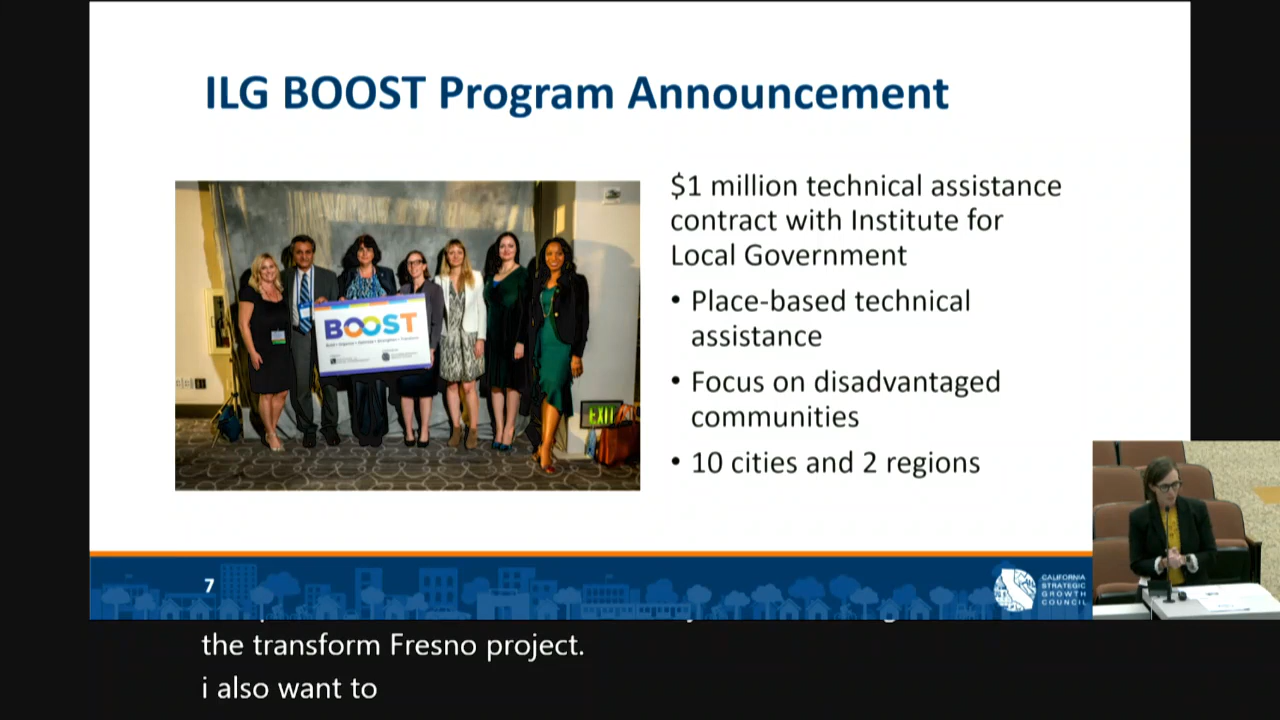 ILG BOOST Program Announcement
$1 million technical assistance
contract with Institute for
Local Government
• Place-based technical
assistance
• Focus on disadvantaged
communities
• 10 cities and 2 regions
BOOST
EXIT
7
CALIFORNIA
STRATEGIC
GROWTH
COUNCIL
the transform Fresno project.
i also want to